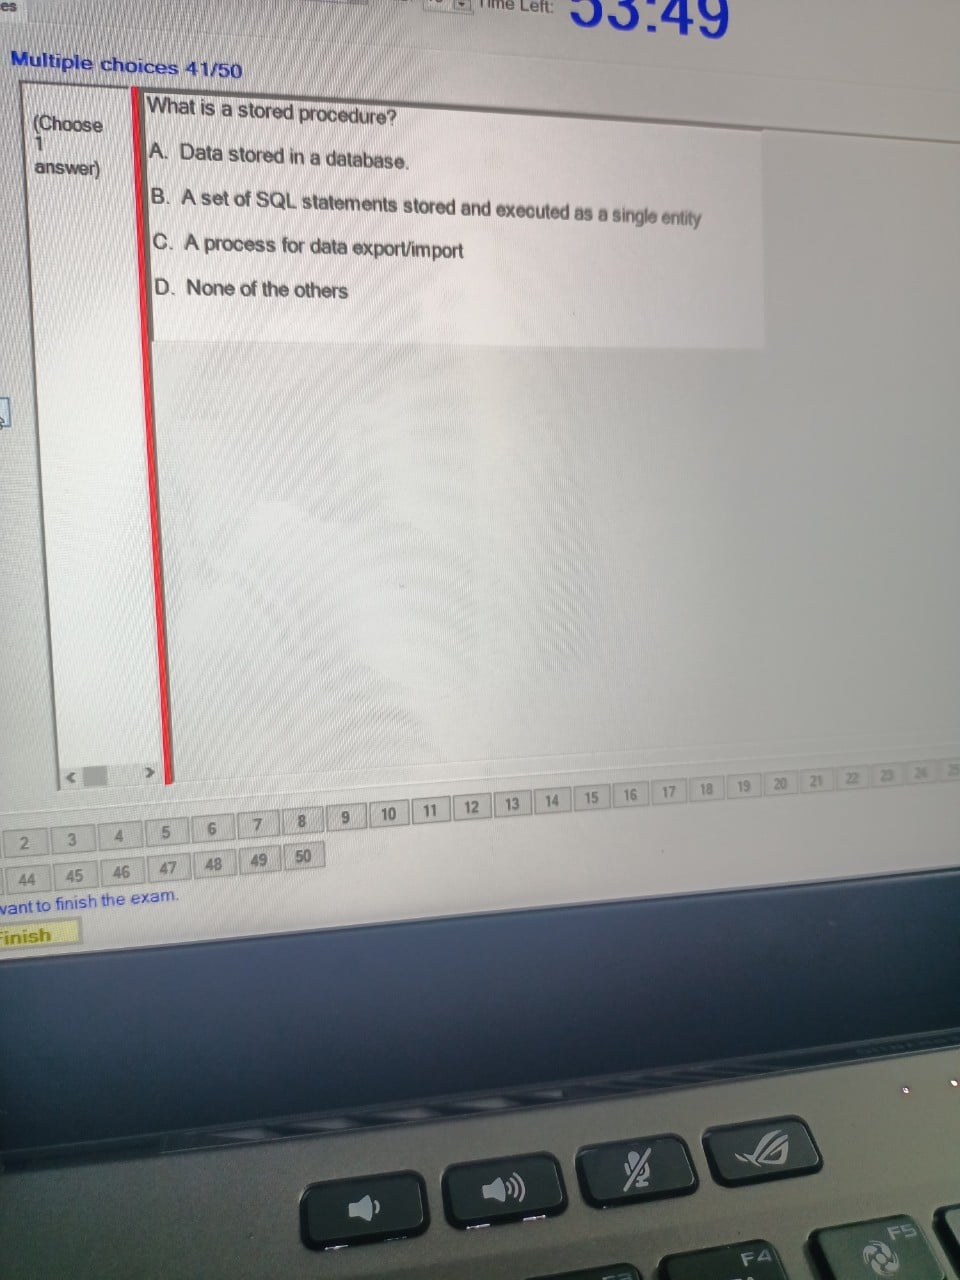 es
Time Left:
53:49
Multiple choices 41/50
(Choose
1
answer)
What is a stored procedure?
A. Data stored in a database.
B. A set of SQL statements stored and executed as a single entity
C. A process for data export/import
D. None of the others
2 3 4 5 6 7 8 9 10 11 12 13 14 15 16 17 18 19 20 21 22 23 24 25
44 45 46 47 48 49 50
want to finish the exam.
Finish
F4
F5